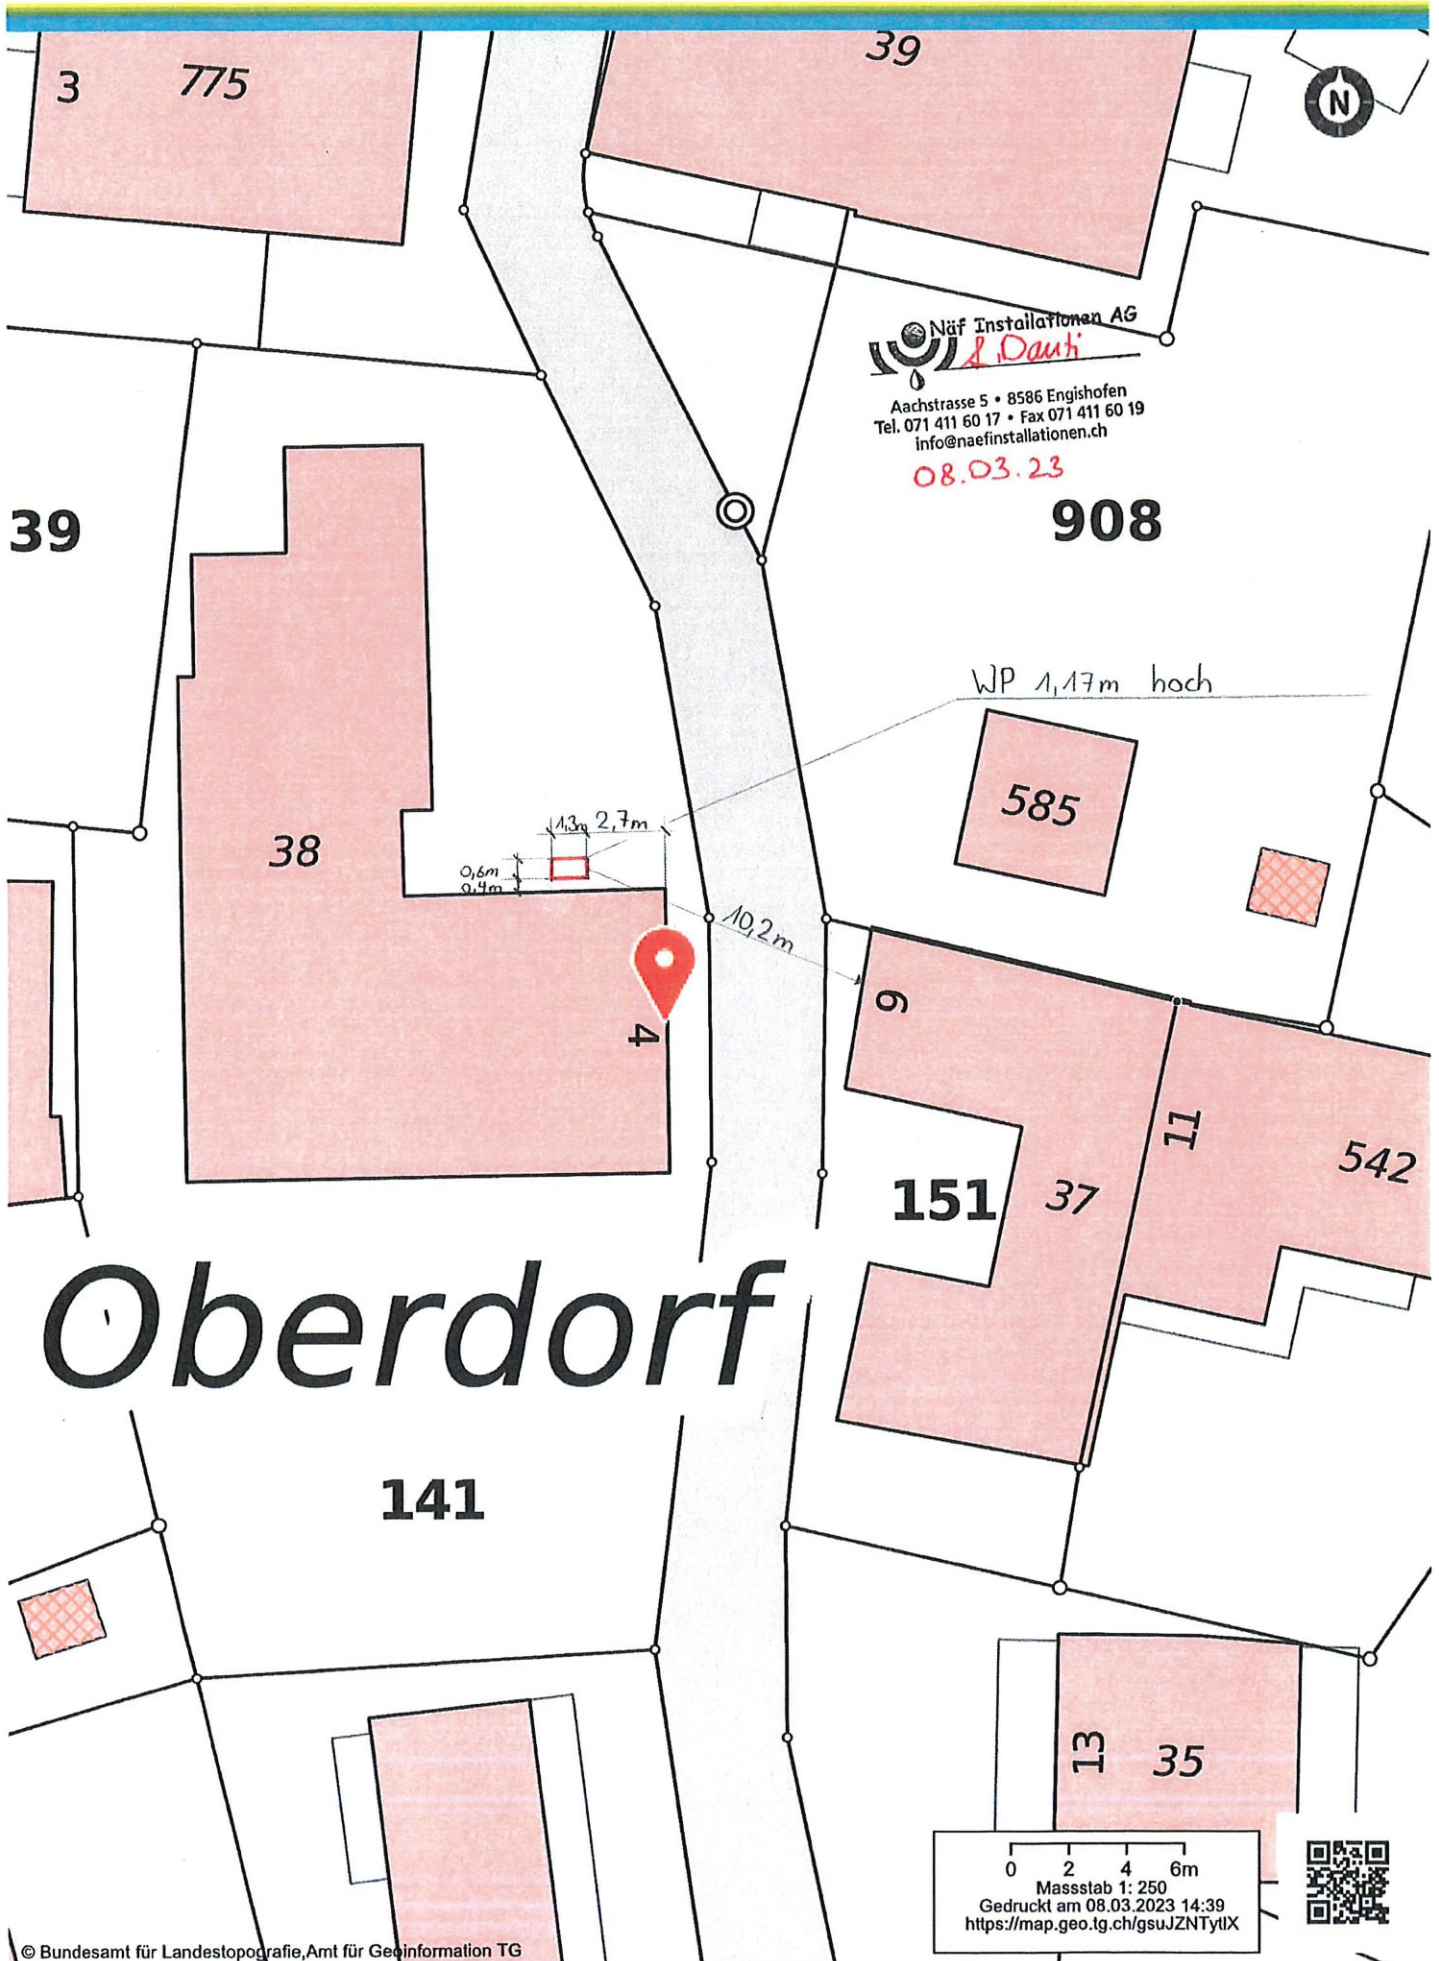 3
775
39
N
Näf Installationen AG
Aachstrasse 5 • 8586 Engishofen
Tel. 071 411 60 17 • Fax 071 411 60 19
info@naefinstallationen.ch
08.03.23
39
908
WP 1,17m hoch
585
1,3m 2,7m
38
0,6m
0,4m
10,2m
9
4
11
542
151
37
Oberdorf
141
13
35
0 2 4 6m
Massstab 1: 250
Gedruckt am 08.03.2023 14:39
https://map.geo.tg.ch/gsuJZNTytlX
© Bundesamt für Landestopografie,Amt für Geoinformation TG